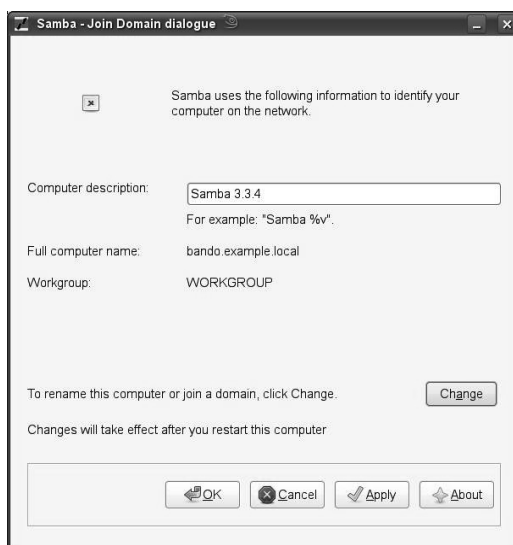 Samba - Join Domain dialogue
Samba uses the following information to identify your
computer on the network.
Computer description:
Samba 3.3.4
For example: "Samba %v".
Full computer name:
bando.example.local
Workgroup:
WORKGROUP
To rename this computer or join a domain, click Change.
Change
Changes will take effect after you restart this computer
OK
Cancel
Apply
About